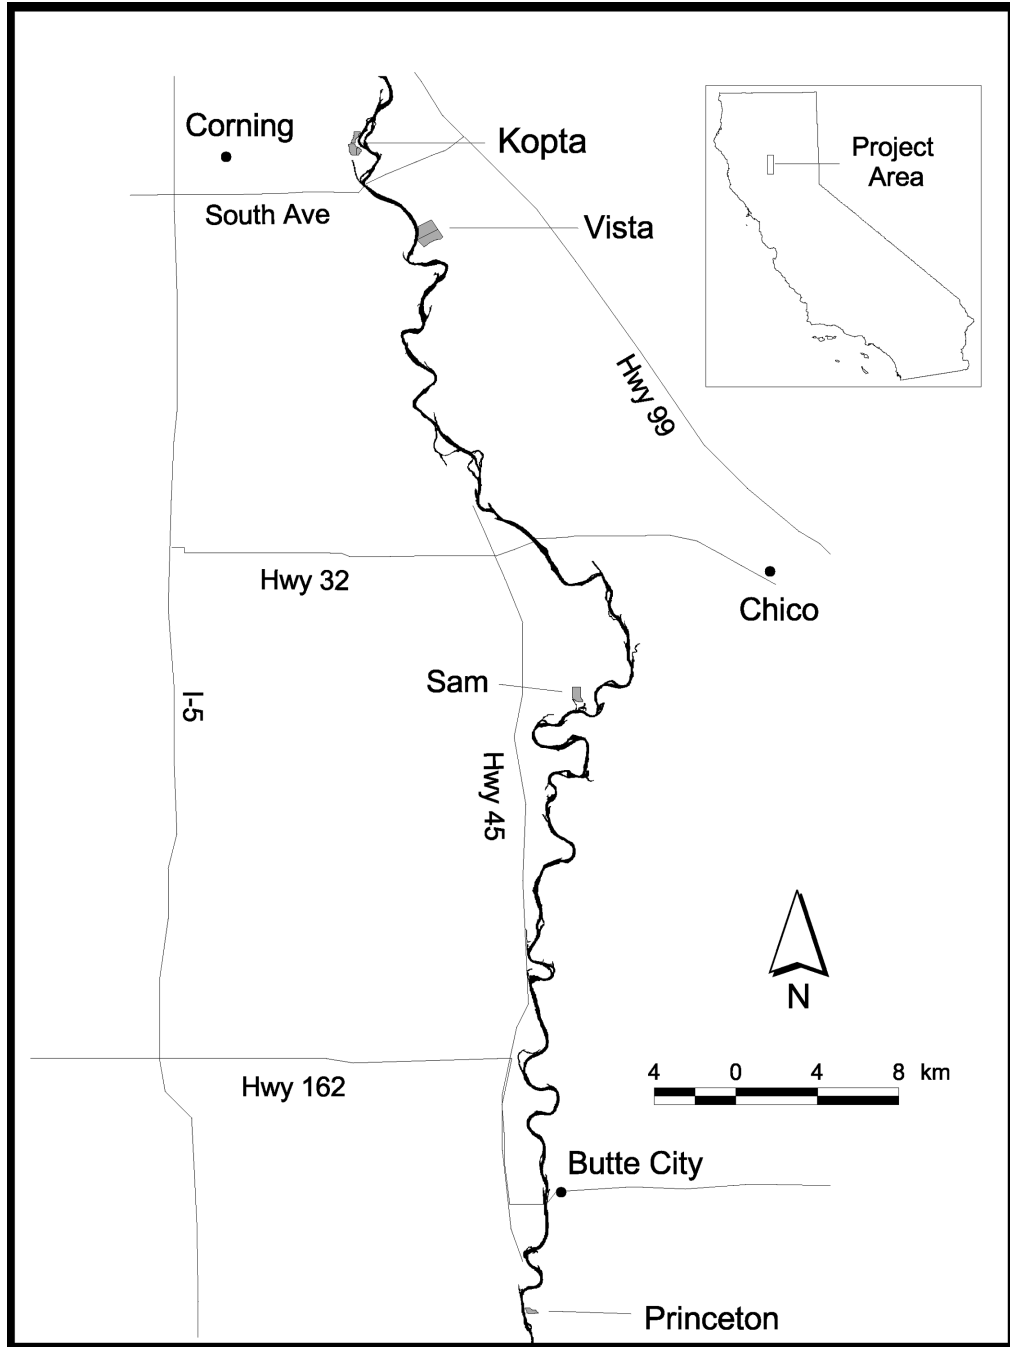 Corning
Kopta
Project
Area
South Ave
Vista
Hwy 99
Hwy 32
Chico
Sam
I-5
Hwy 45
N
4 0 4 8 km
Hwy 162
Butte City
Princeton